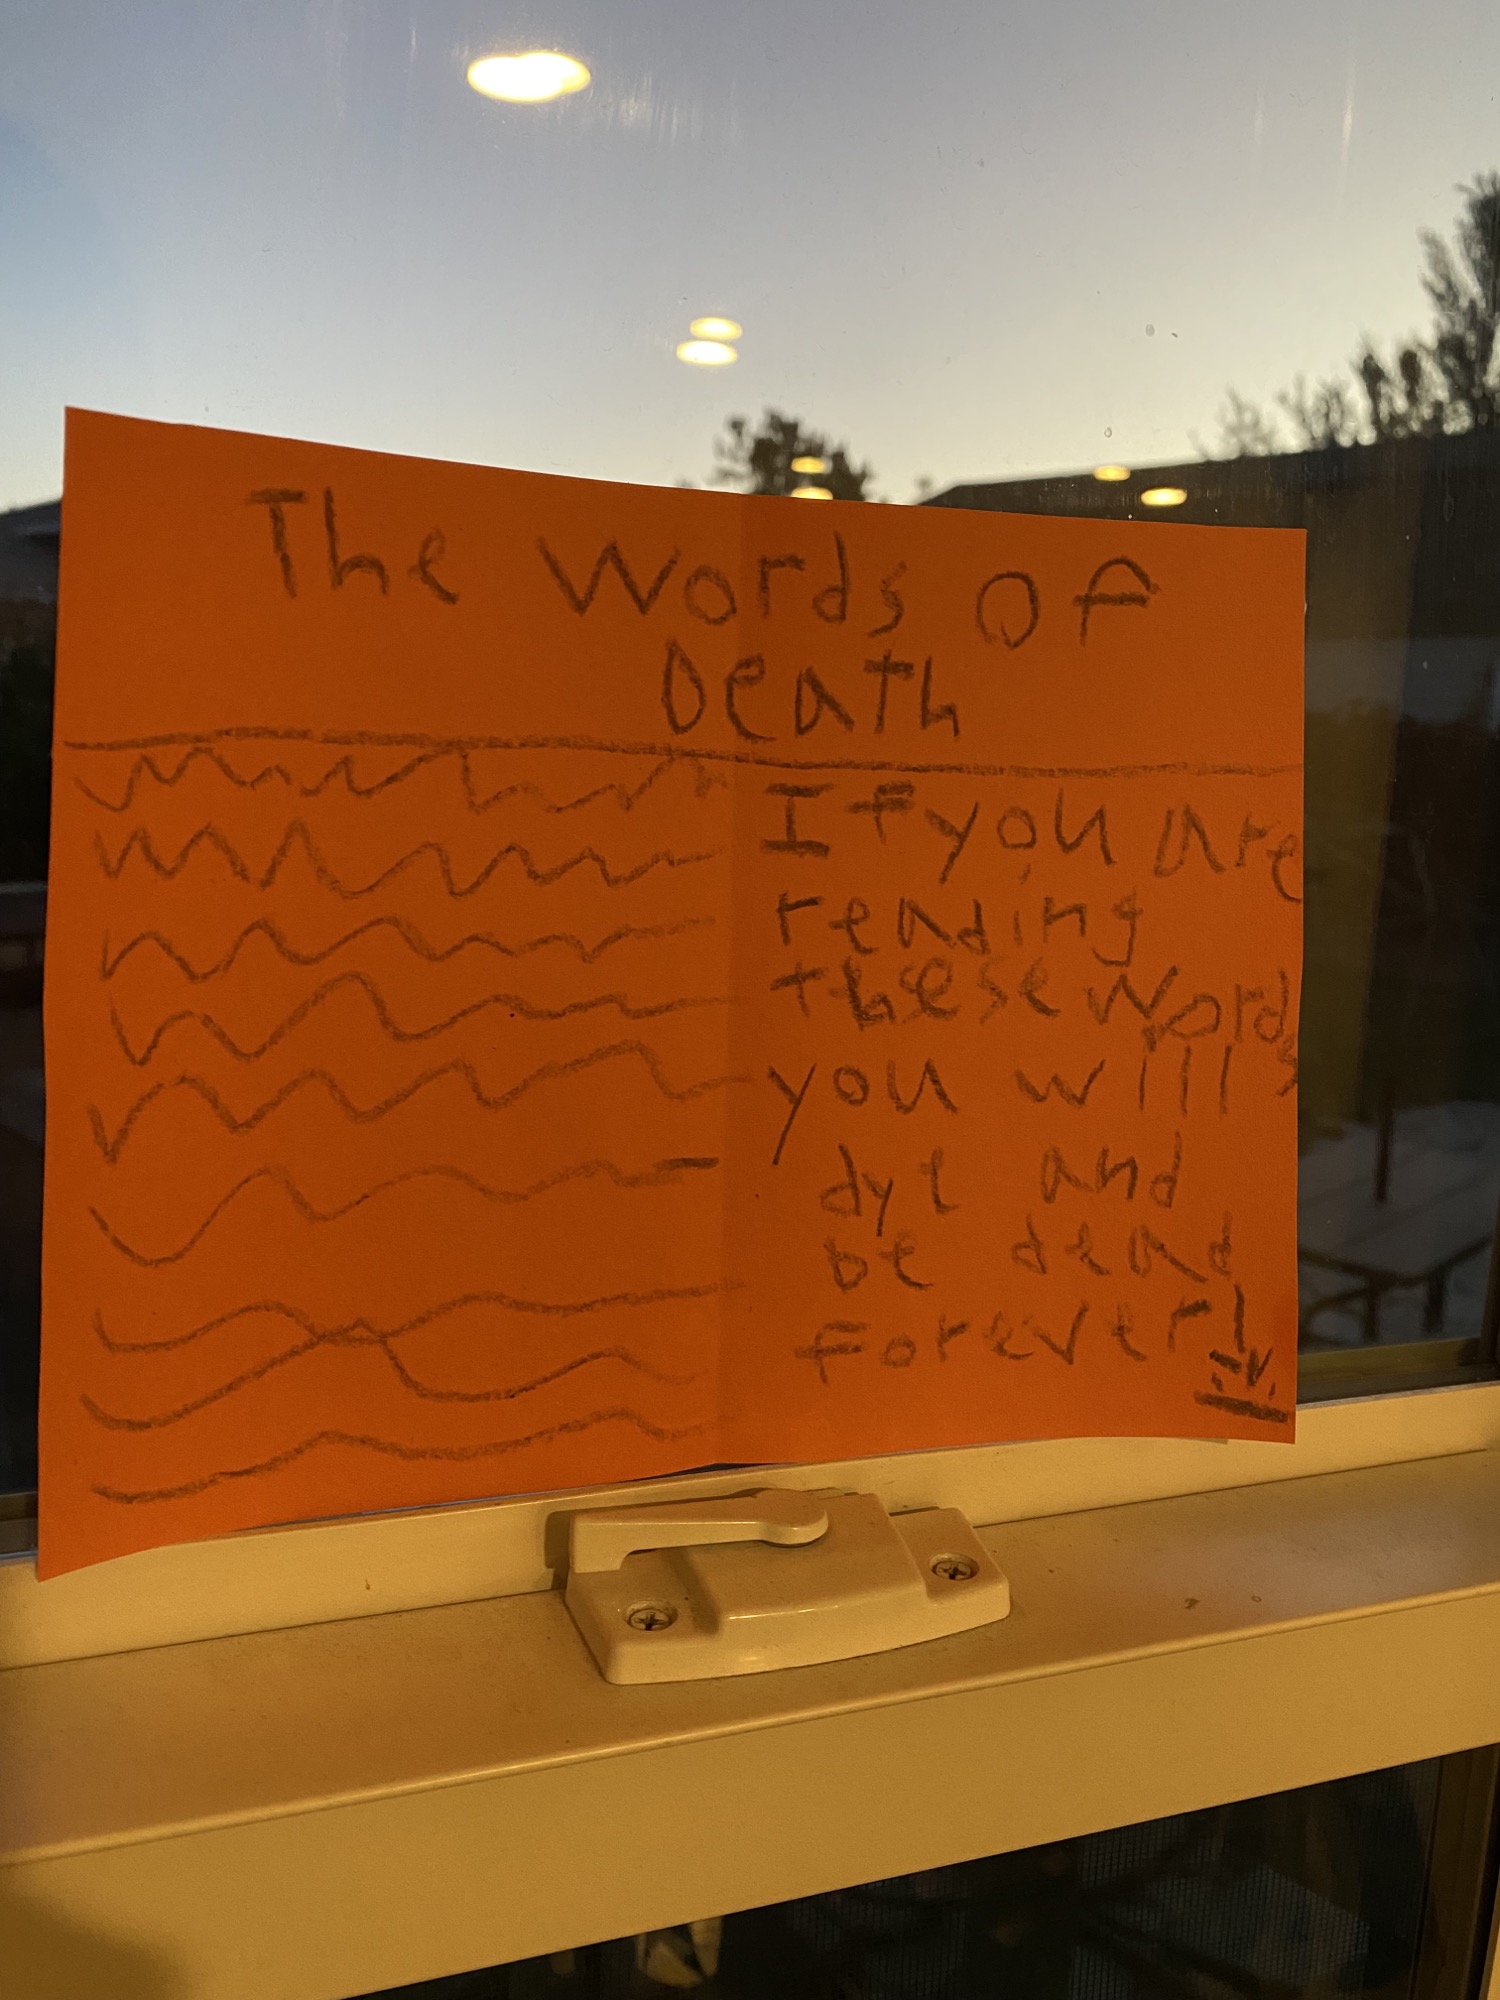 The Words Of
Death
If you are
reading
these words
you will
dye and
be dead
forever!